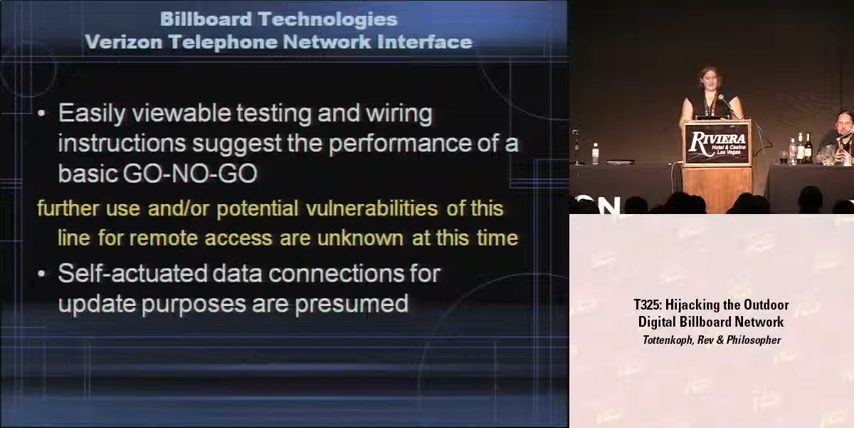 Billboard Technologies
Verizon Telephone Network Interface
• Easily viewable testing and wiring
instructions suggest the performance of a
basic GO-NO-GO
further use and/or potential vulnerabilities of this
line for remote access are unknown at this time
• Self-actuated data connections for
update purposes are presumed
RIVIERA
Hotel & Casino
Las Vegas
ON
T325: Hijacking the Outdoor
Digital Billboard Network
Tottenkoph, Rev & Philosopher